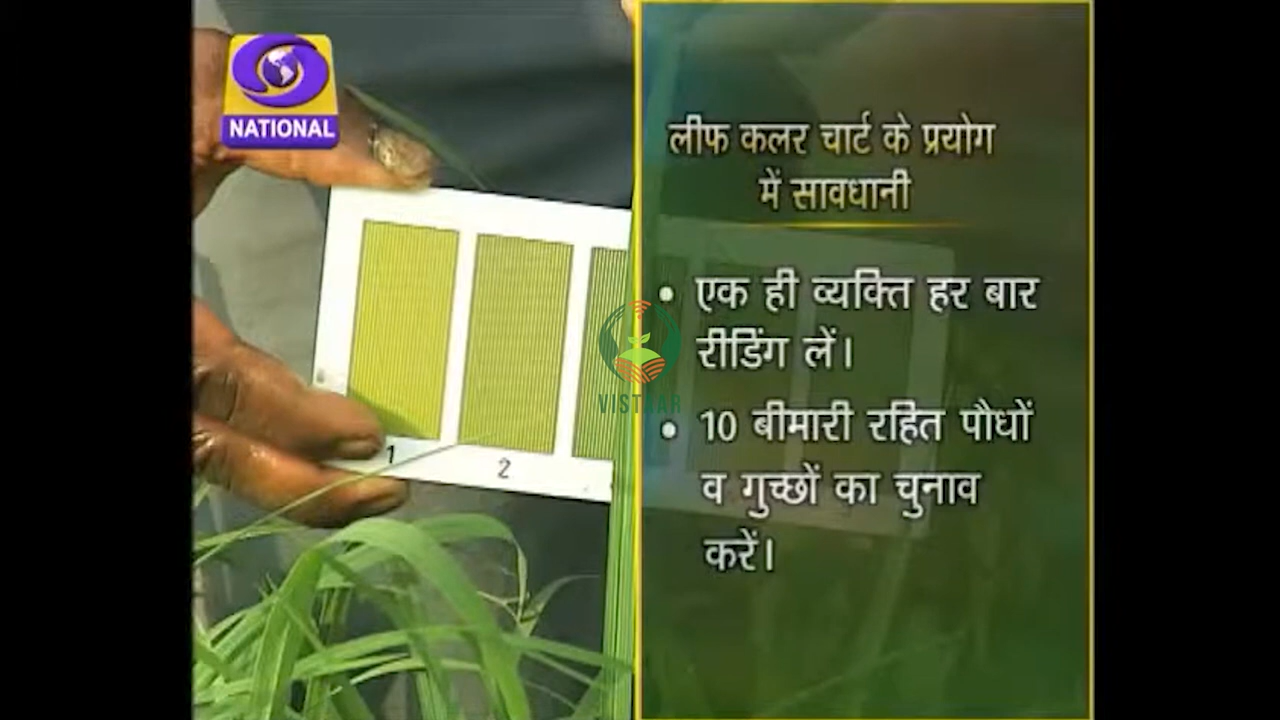 NATIONAL
लीफ कलर चार्ट के प्रयोग
में सावधानी
• एक ही व्यक्ति हर बार
रीडिंग लें।
• 10 बीमारी रहित पौधों
व गुच्छों का चुनाव
करें।
VISTAAR
1
2